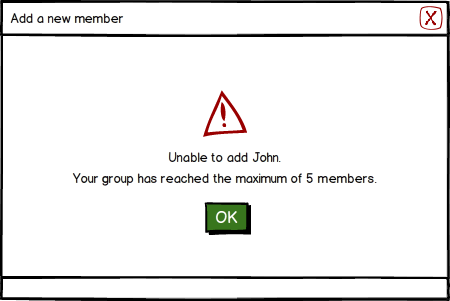 Add a new member
X
Unable to add John.
Your group has reached the maximum of 5 members.
OK